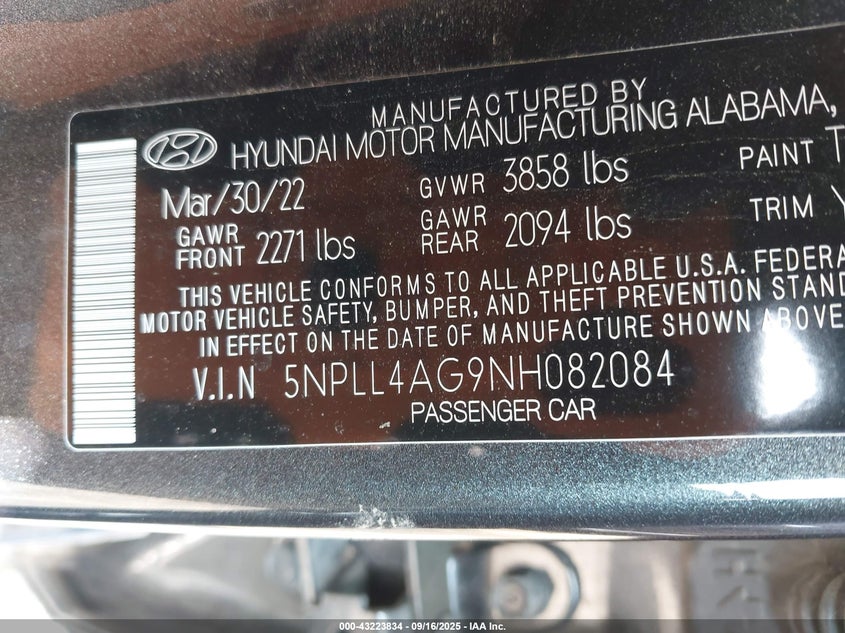 MANUFACTURED BY
HYUNDAI MOTOR MANUFACTURING ALABAMA,
Mar/30/22 GVWR 3858 lbs PAINT T
GAWR FRONT 2271 lbs GAWR REAR 2094 lbs TRIM Y
THIS VEHICLE CONFORMS TO ALL APPLICABLE U.S.A. FEDERA
MOTOR VEHICLE SAFETY, BUMPER, AND THEFT PREVENTION STAND
IN EFFECT ON THE DATE OF MANUFACTURE SHOWN ABOVE
V.I.N 5NPLL4AG9NH082084
PASSENGER CAR
000-43223834 - 09/16/2025 - IAA Inc.